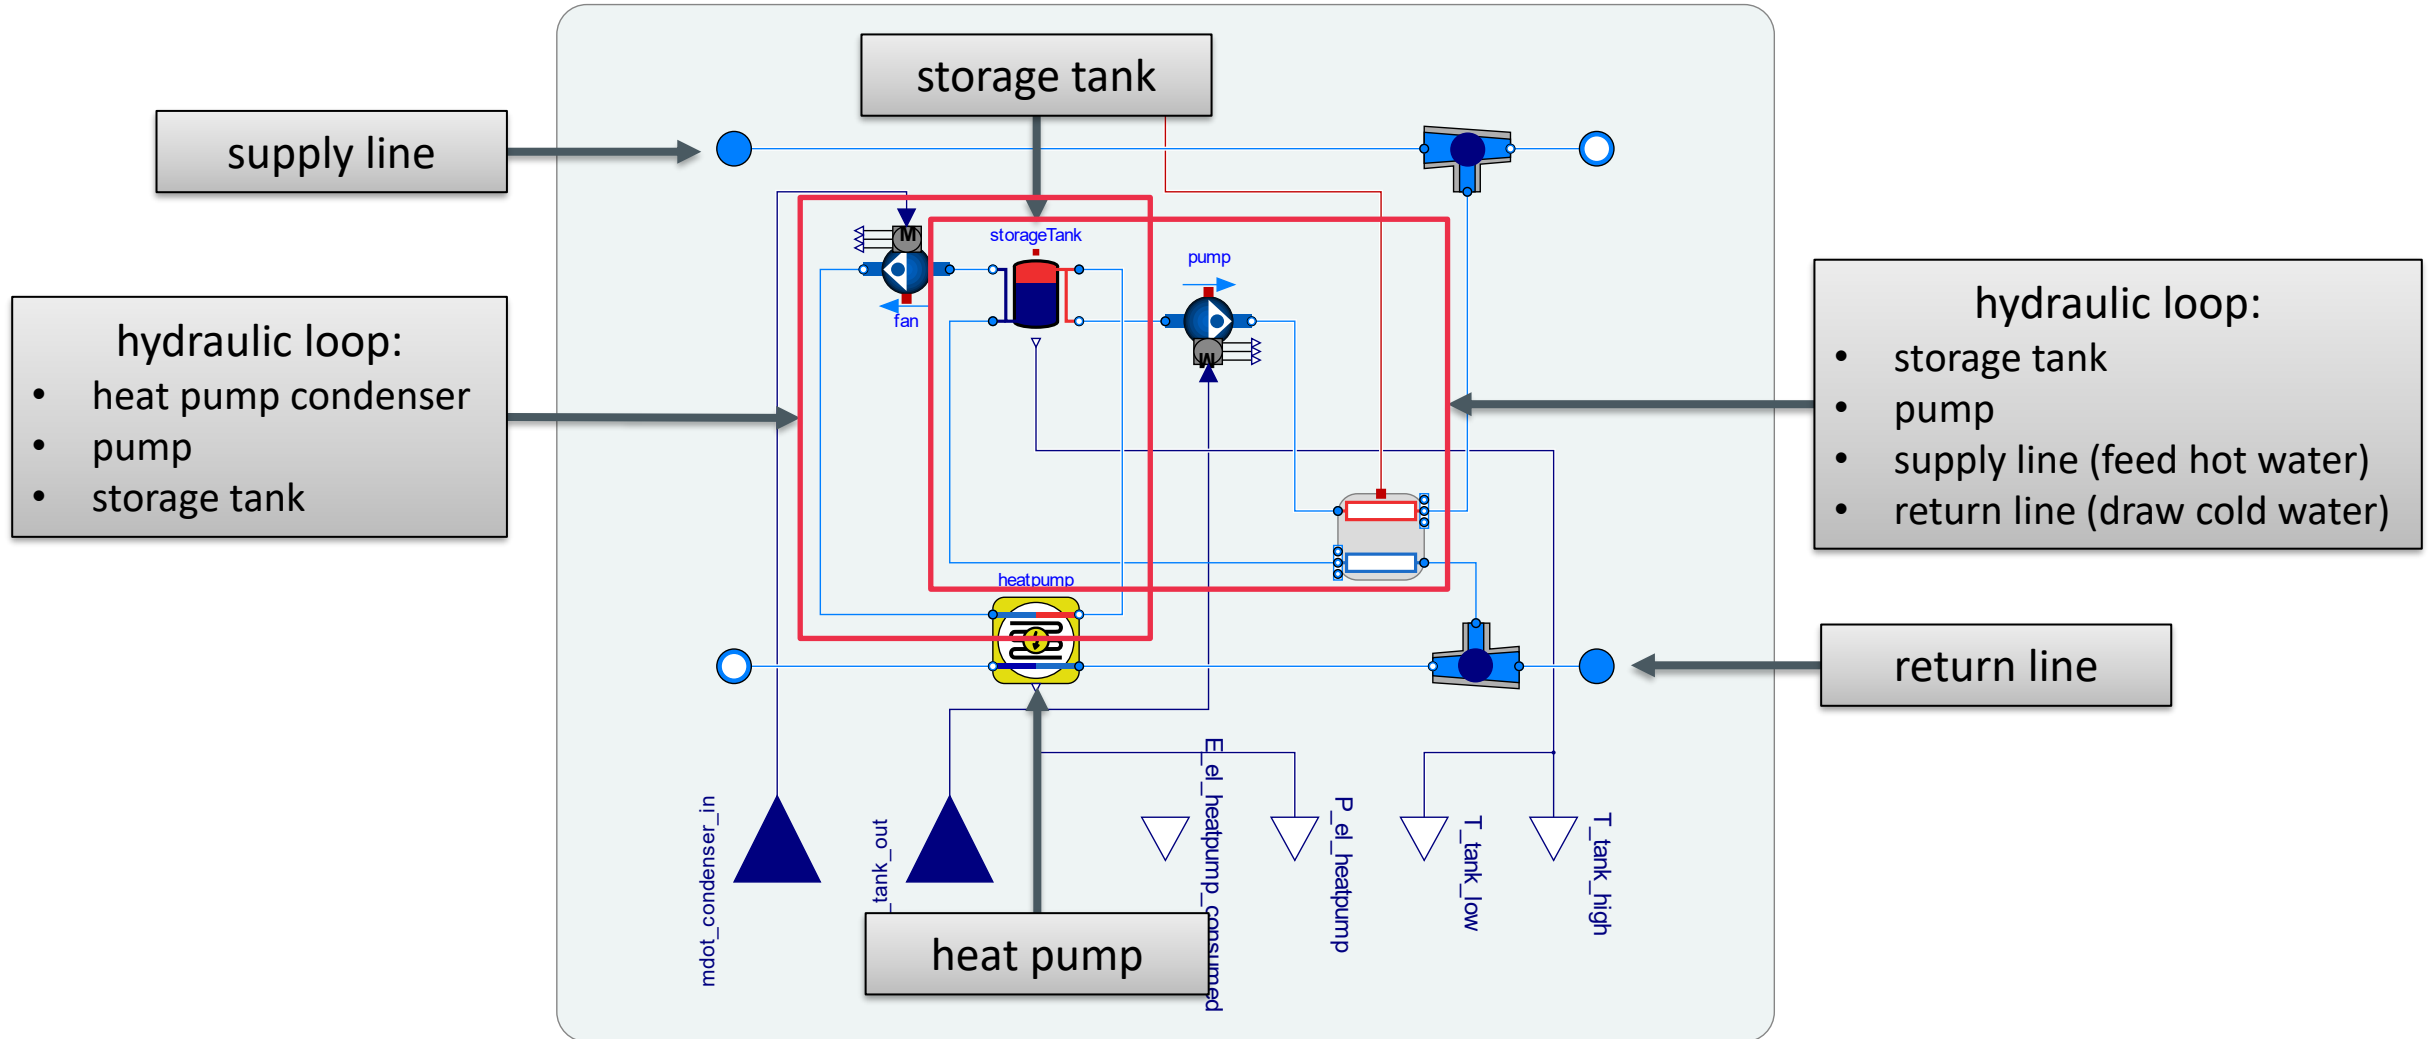 storage tank
supply line
storageTank
pump
fan
M
M
hydraulic loop:
• heat pump condenser
• pump
• storage tank
hydraulic loop:
• storage tank
• pump
• supply line (feed hot water)
• return line (draw cold water)
heatpump
return line
mdot_condenser_in
_tank_out
E_el_heatpump_consumed
P_el_heatpump
T_tank_low
T_tank_high
heat pump